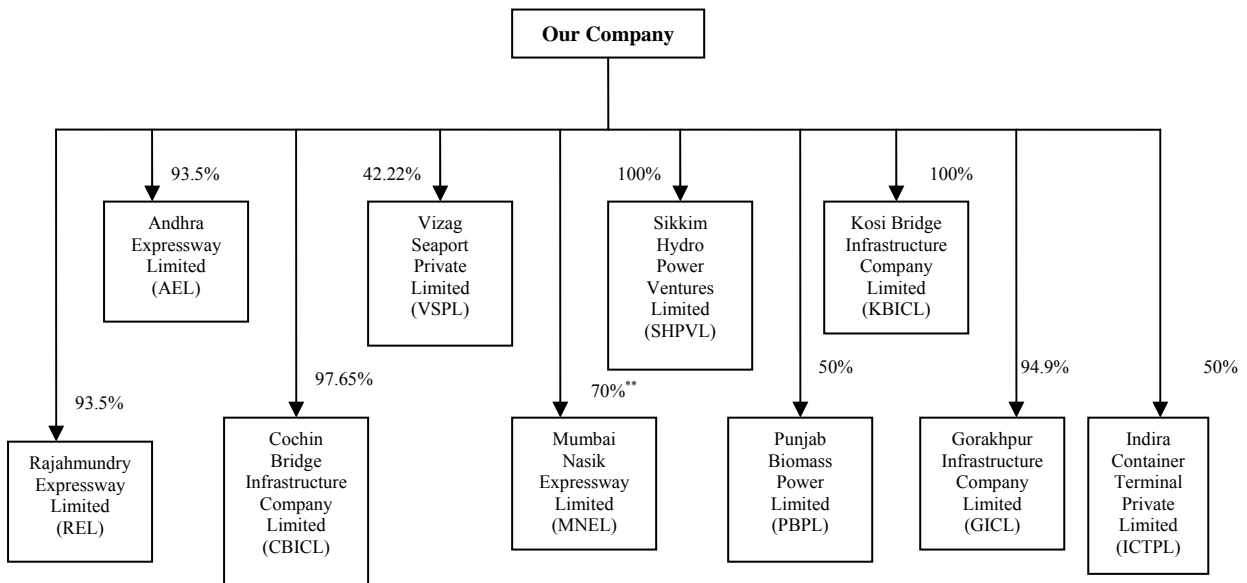 Our Company
93.5%
42.22%
100%
100%
Andhra
Expressway
Limited
(AEL)
Vizag
Seaport
Private
Limited
(VSPL)
Sikkim
Hydro
Power
Ventures
Limited
(SHPVL)
Kosi Bridge
Infrastructure
Company
Limited
(KBICL)
93.5%
97.65%
70%**
50%
94.9%
50%
Rajahmundry
Expressway
Limited
(REL)
Cochin
Bridge
Infrastructure
Company
Limited
(CBICL)
Mumbai
Nasik
Expressway
Limited
(MNEL)
Punjab
Biomass
Power
Limited
(PBPL)
Gorakhpur
Infrastructure
Company
Limited
(GICL)
Indira
Container
Terminal
Private
Limited
(ICTPL)